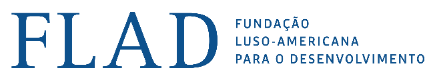 FLAD
FUNDAÇÃO
LUSO-AMERICANA
PARA O DESENVOLVIMENTO